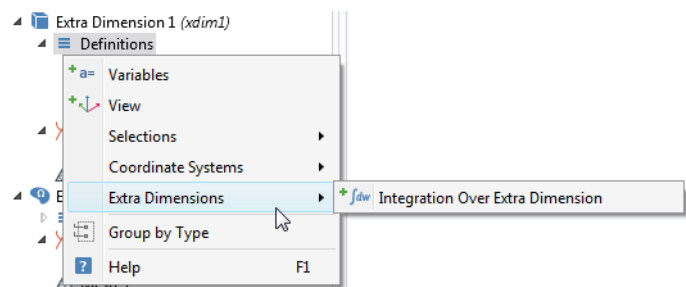 Extra Dimension 1 (xdim1)
Definitions
a= Variables
View
Selections
Coordinate Systems
Extra Dimensions
∫dw Integration Over Extra Dimension
Group by Type
? Help F1